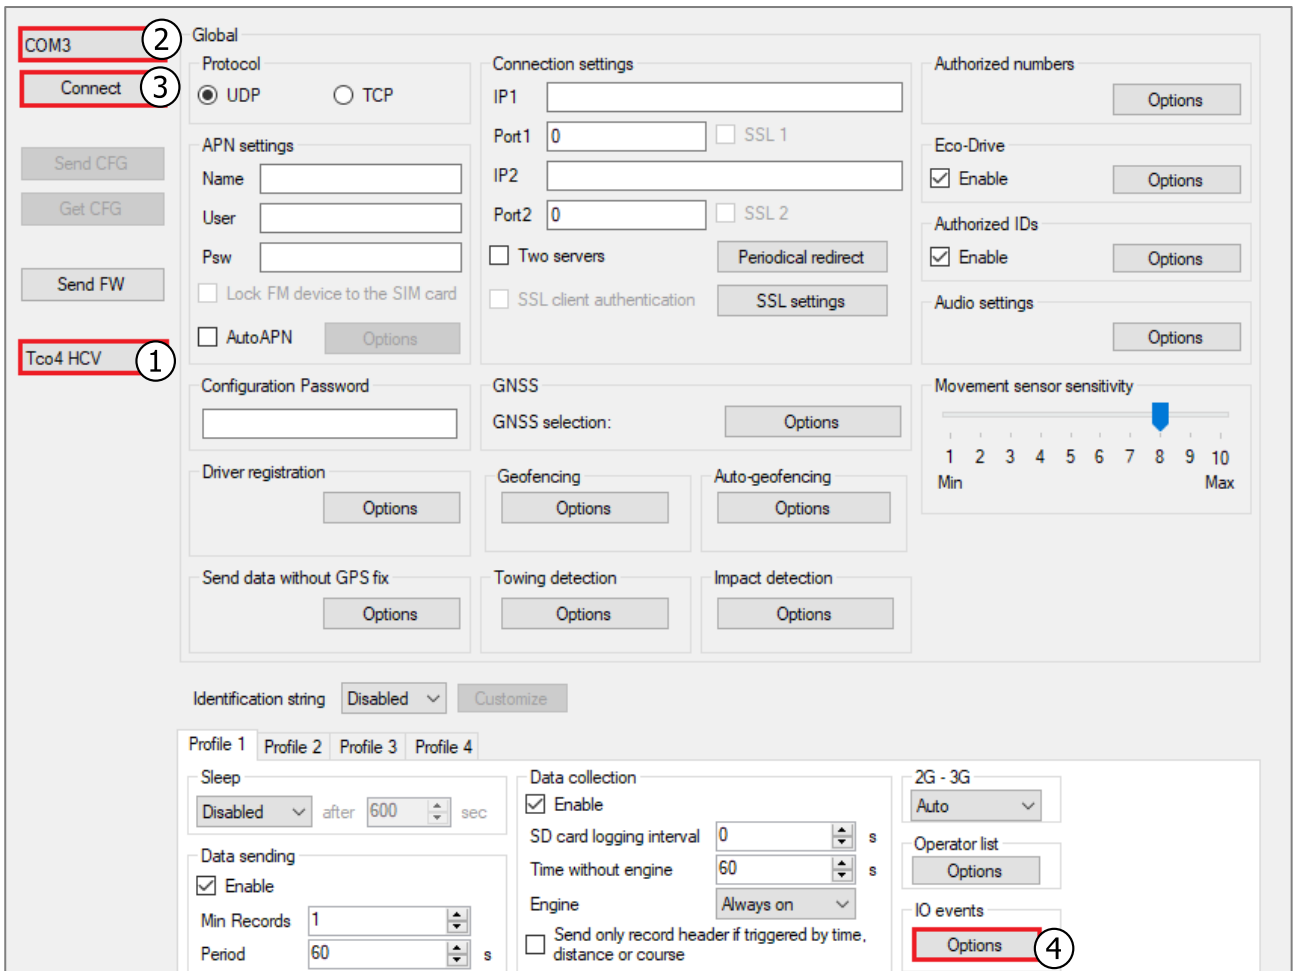 COM3
2
Connect
3
Send CFG
Get CFG
Send FW
Tco4 HCV
1
Global
Protocol
UDP
TCP
APN settings
Name
User
Psw
Lock FM device to the SIM card
AutoAPN
Options
Configuration Password
Connection settings
IP1
Port1
0
SSL 1
IP2
Port2
0
SSL 2
Two servers
Periodical redirect
SSL client authentication
SSL settings
GNSS
GNSS selection:
Options
Authorized numbers
Options
Eco-Drive
Enable
Options
Authorized IDs
Enable
Options
Audio settings
Options
Movement sensor sensitivity
1 2 3 4 5 6 7 8 9 10
Min
Max
Driver registration
Options
Geofencing
Options
Auto-geofencing
Options
Send data without GPS fix
Options
Towing detection
Options
Impact detection
Options
Identification string
Disabled
Customize
Profile 1
Profile 2
Profile 3
Profile 4
Sleep
Disabled
after
600
sec
Data sending
Enable
Min Records
1
Period
60
s
Data collection
Enable
SD card logging interval
0
s
Time without engine
60
s
Engine
Always on
Send only record header if triggered by time,
distance or course
2G - 3G
Auto
Operator list
Options
IO events
Options
4